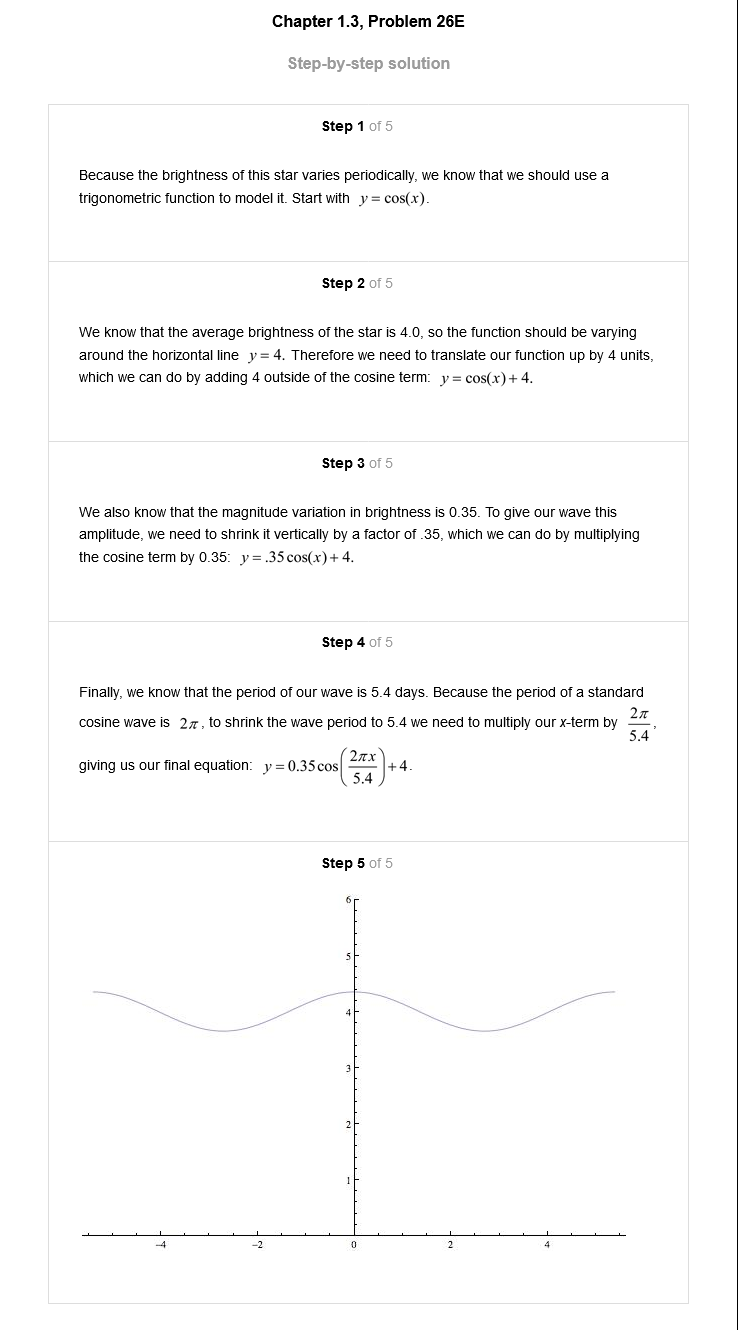 Chapter 1.3, Problem 26E
Step-by-step solution
Step 1 of 5
Because the brightness of this star varies periodically, we know that we should use a
trigonometric function to model it. Start with y = cos(x).
Step 2 of 5
We know that the average brightness of the star is 4.0, so the function should be varying
around the horizontal line y = 4. Therefore we need to translate our function up by 4 units,
which we can do by adding 4 outside of the cosine term: y = cos(x) + 4.
Step 3 of 5
We also know that the magnitude variation in brightness is 0.35. To give our wave this
amplitude, we need to shrink it vertically by a factor of .35, which we can do by multiplying
the cosine term by 0.35: y = .35 cos(x) + 4.
Step 4 of 5
Finally, we know that the period of our wave is 5.4 days. Because the period of a standard
cosine wave is 2π, to shrink the wave period to 5.4 we need to multiply our x-term by 2π/5.4,
giving us our final equation: y = 0.35 cos(2πx/5.4) + 4.
Step 5 of 5
6
5
4
3
2
1
−4 −2 0 2 4